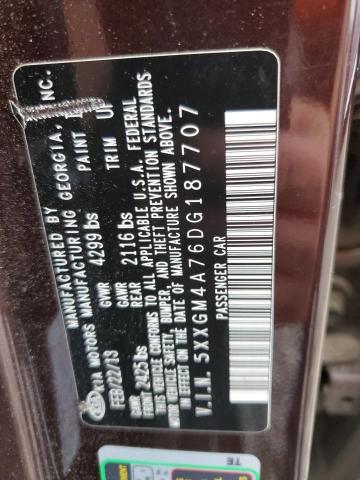 MANUFACTURED BY
KIA MOTORS MANUFACTURING GEORGIA, INC.
FEB/22/13 GVWR 4299 lbs PAINT
GAWR GAWR TRIM UP
FRONT 2425 lbs REAR 2116 lbs
THIS VEHICLE CONFORMS TO ALL APPLICABLE U.S.A. FEDERAL
MOTOR VEHICLE SAFETY, BUMPER, AND THEFT PREVENTION STANDARDS
IN EFFECT ON THE DATE OF MANUFACTURE SHOWN ABOVE.
V.I.N. 5XXGM4A76DG187707
PASSENGER CAR
TE